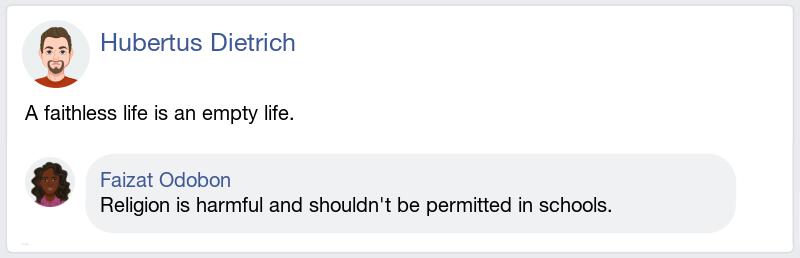 Hubertus Dietrich
A faithless life is an empty life.
Faizat Odobon
Religion is harmful and shouldn't be permitted in schools.